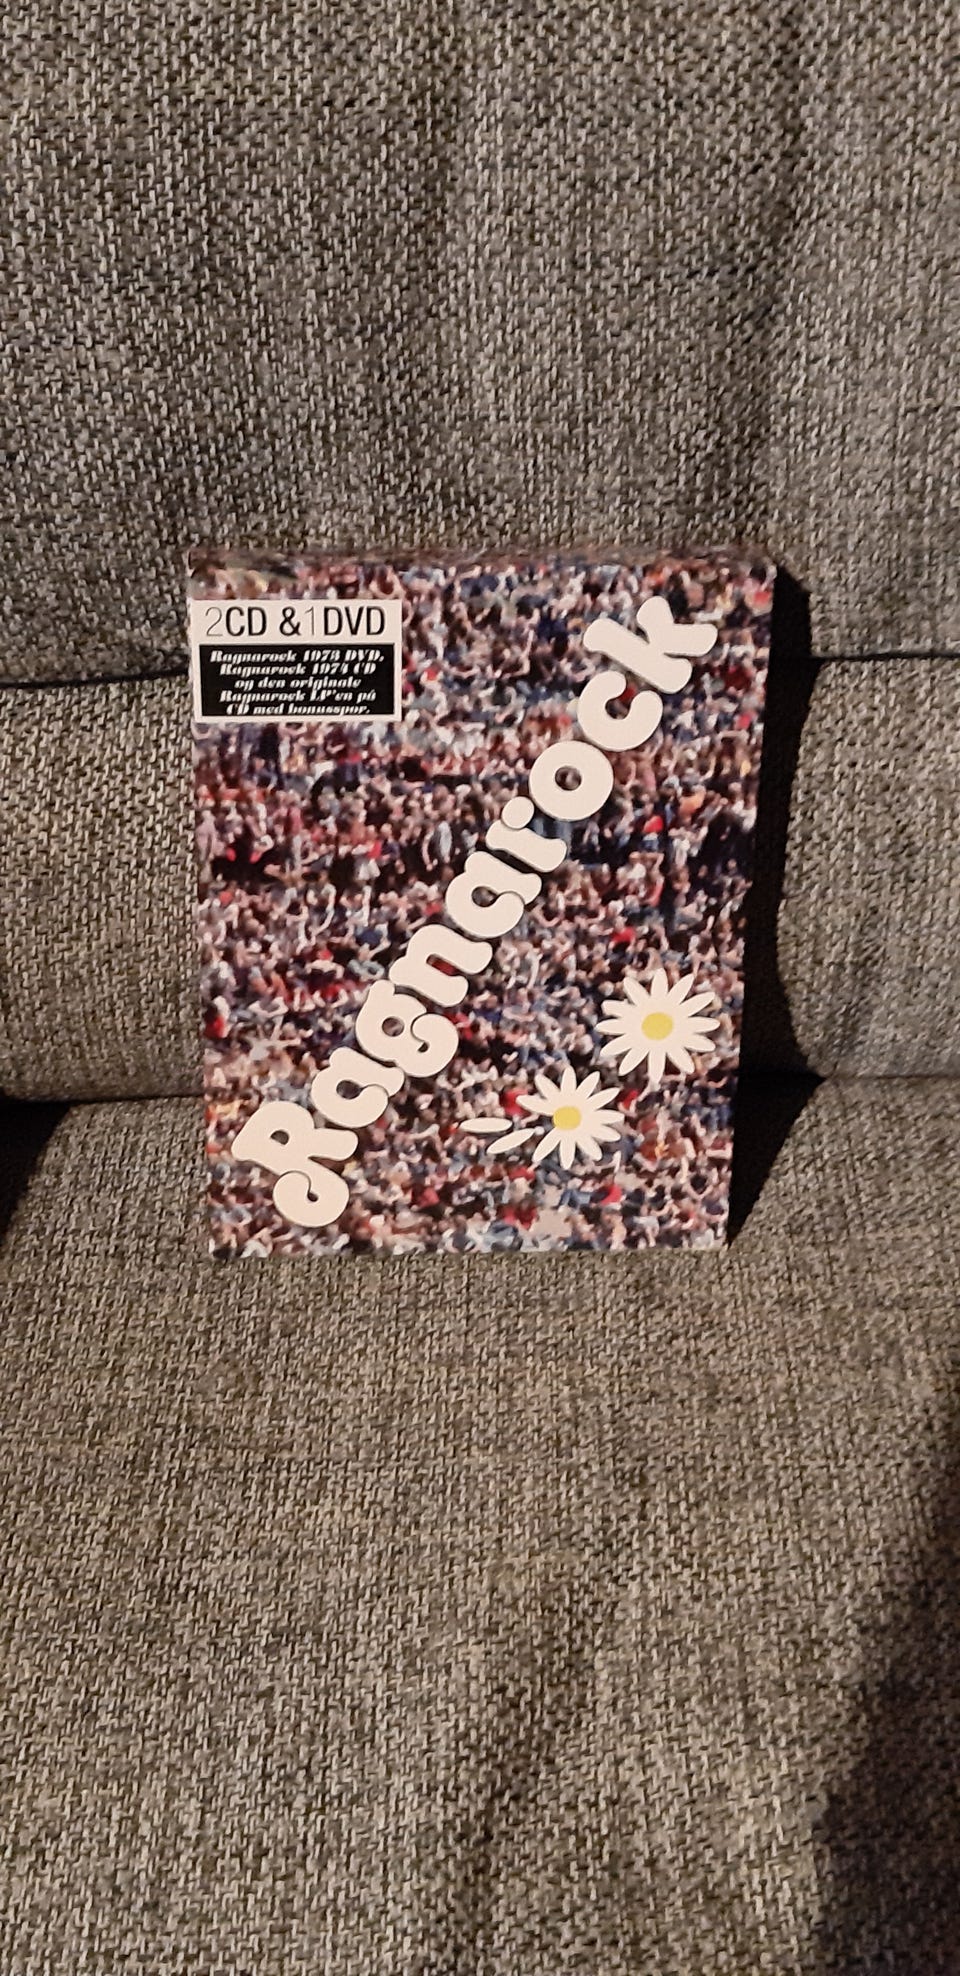 2CD &1DVD
Ragnarock 1973 DVD,
Ragnarock 1974 CD
og den originale
Ragnarock LP'en på
CD med bonusspor.
Ragnarock